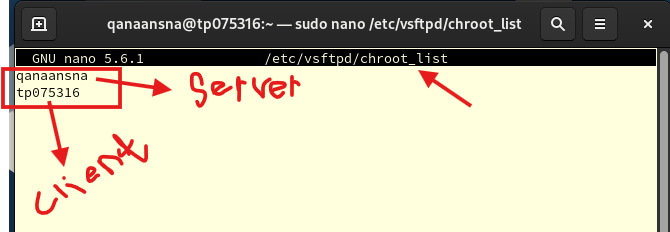 qanaansna@tp075316:~ — sudo nano /etc/vsftpd/chroot_list
GNU nano 5.6.1 /etc/vsftpd/chroot_list
qanaansna
tp075316
Server
Client